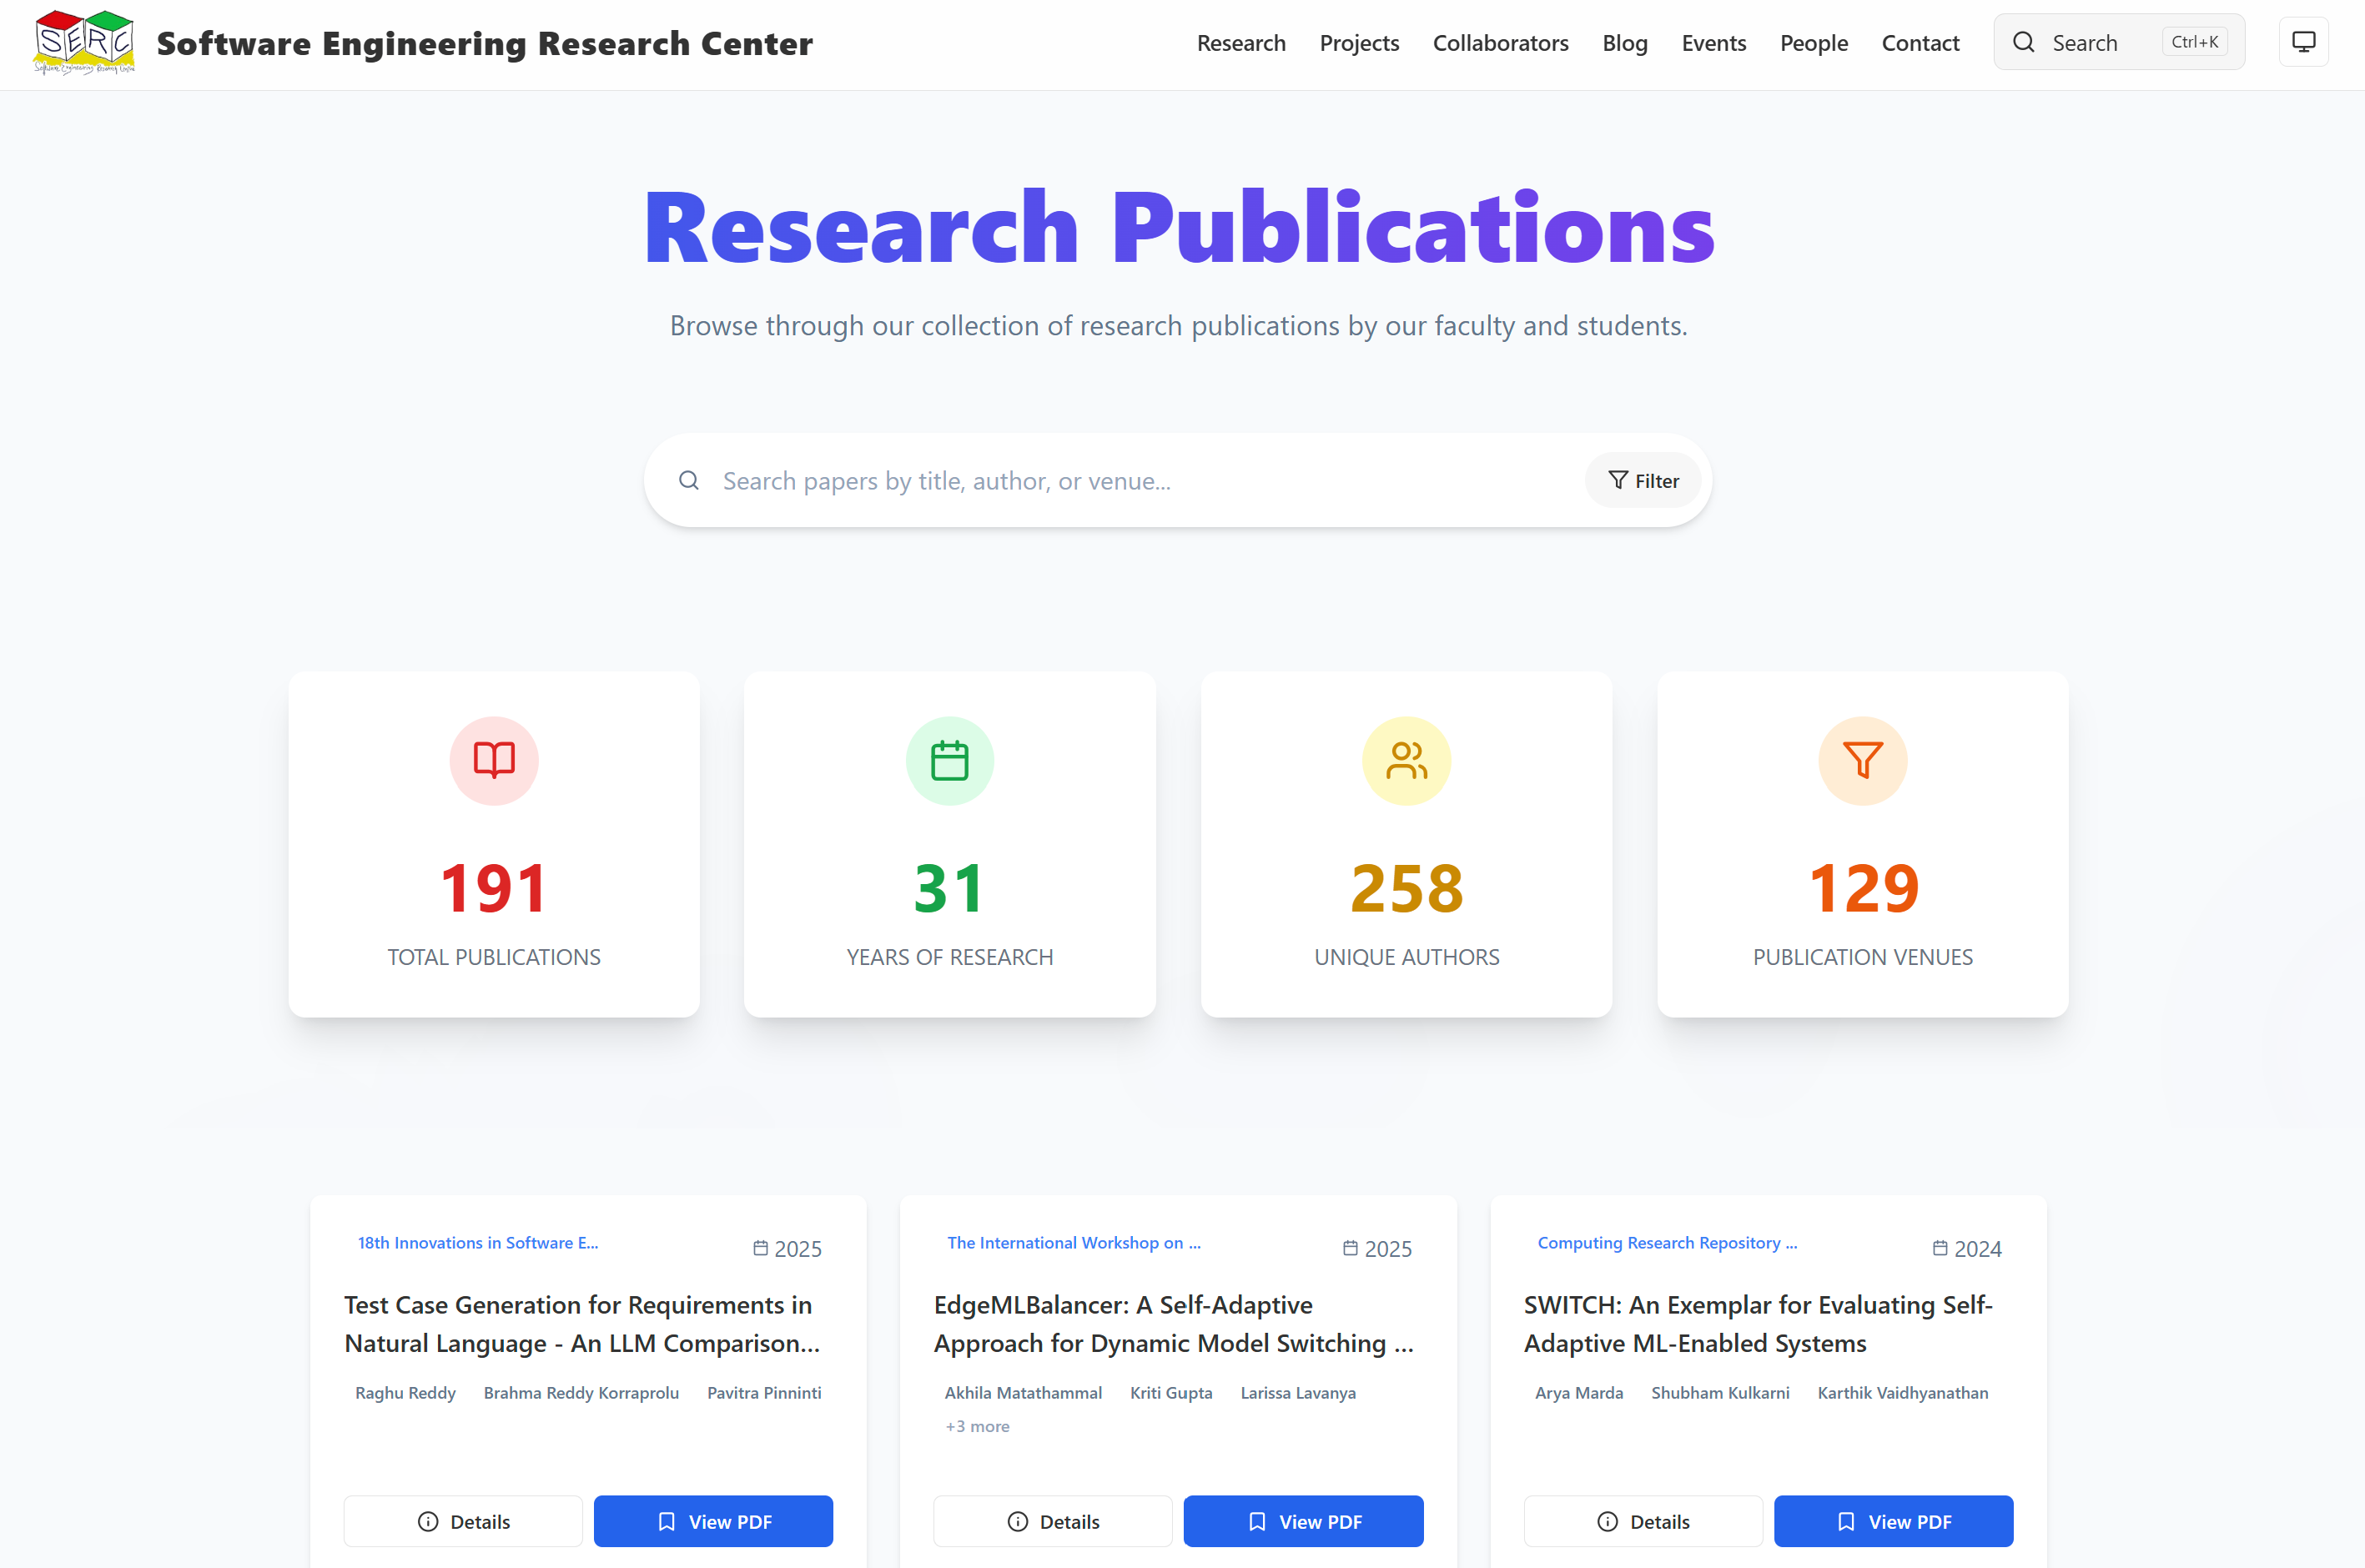 SERC
Software Engineering Research Center
Software Engineering Research Center
Research Projects Collaborators Blog Events People Contact Search Ctrl+K
Research Publications
Browse through our collection of research publications by our faculty and students.
Search papers by title, author, or venue... Filter
191 31 258 129
TOTAL PUBLICATIONS YEARS OF RESEARCH UNIQUE AUTHORS PUBLICATION VENUES
18th Innovations in Software E... 2025
Test Case Generation for Requirements in
Natural Language - An LLM Comparison...
Raghu Reddy Brahma Reddy Korraprolu Pavitra Pinninti
Details View PDF
The International Workshop on ... 2025
EdgeMLBalancer: A Self-Adaptive
Approach for Dynamic Model Switching ...
Akhila Matathammal Kriti Gupta Larissa Lavanya
+3 more
Details View PDF
Computing Research Repository ... 2024
SWITCH: An Exemplar for Evaluating Self-
Adaptive ML-Enabled Systems
Arya Marda Shubham Kulkarni Karthik Vaidhyanathan
Details View PDF